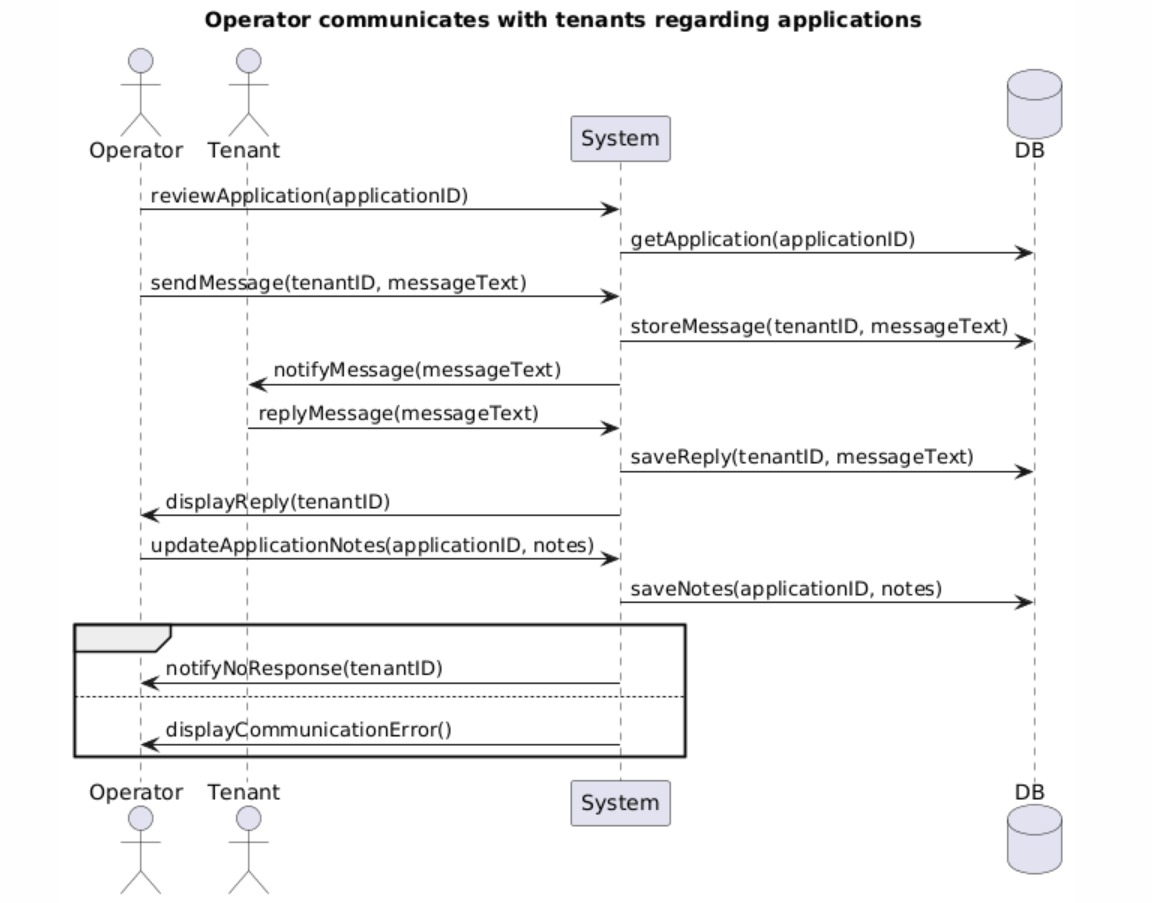 Operator communicates with tenants regarding applications
Operator Tenant System DB
reviewApplication(applicationID)
getApplication(applicationID)
sendMessage(tenantID, messageText)
storeMessage(tenantID, messageText)
notifyMessage(messageText)
replyMessage(messageText)
saveReply(tenantID, messageText)
displayReply(tenantID)
updateApplicationNotes(applicationID, notes)
saveNotes(applicationID, notes)
notifyNoResponse(tenantID)
displayCommunicationError()
Operator Tenant System DB